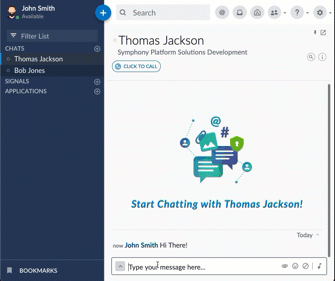 John Smith
Available
Filter List
CHATS
Thomas Jackson
Bob Jones
SIGNALS
APPLICATIONS
BOOKMARKS
Search
Thomas Jackson
Symphony Platform Solutions Development
CLICK TO CALL
@
#
Start Chatting with Thomas Jackson!
Today
now John Smith Hi There!
Type your message here...